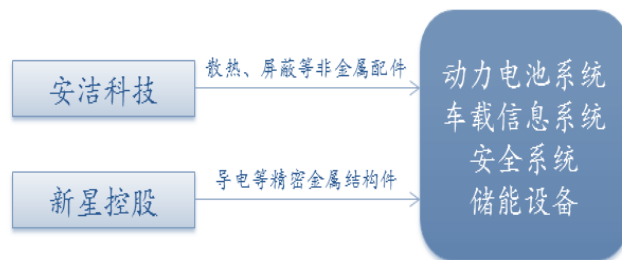 安洁科技
散热、屏蔽等非金属配件
新星控股
导电等精密金属结构件
动力电池系统
车载信息系统
安全系统
储能设备